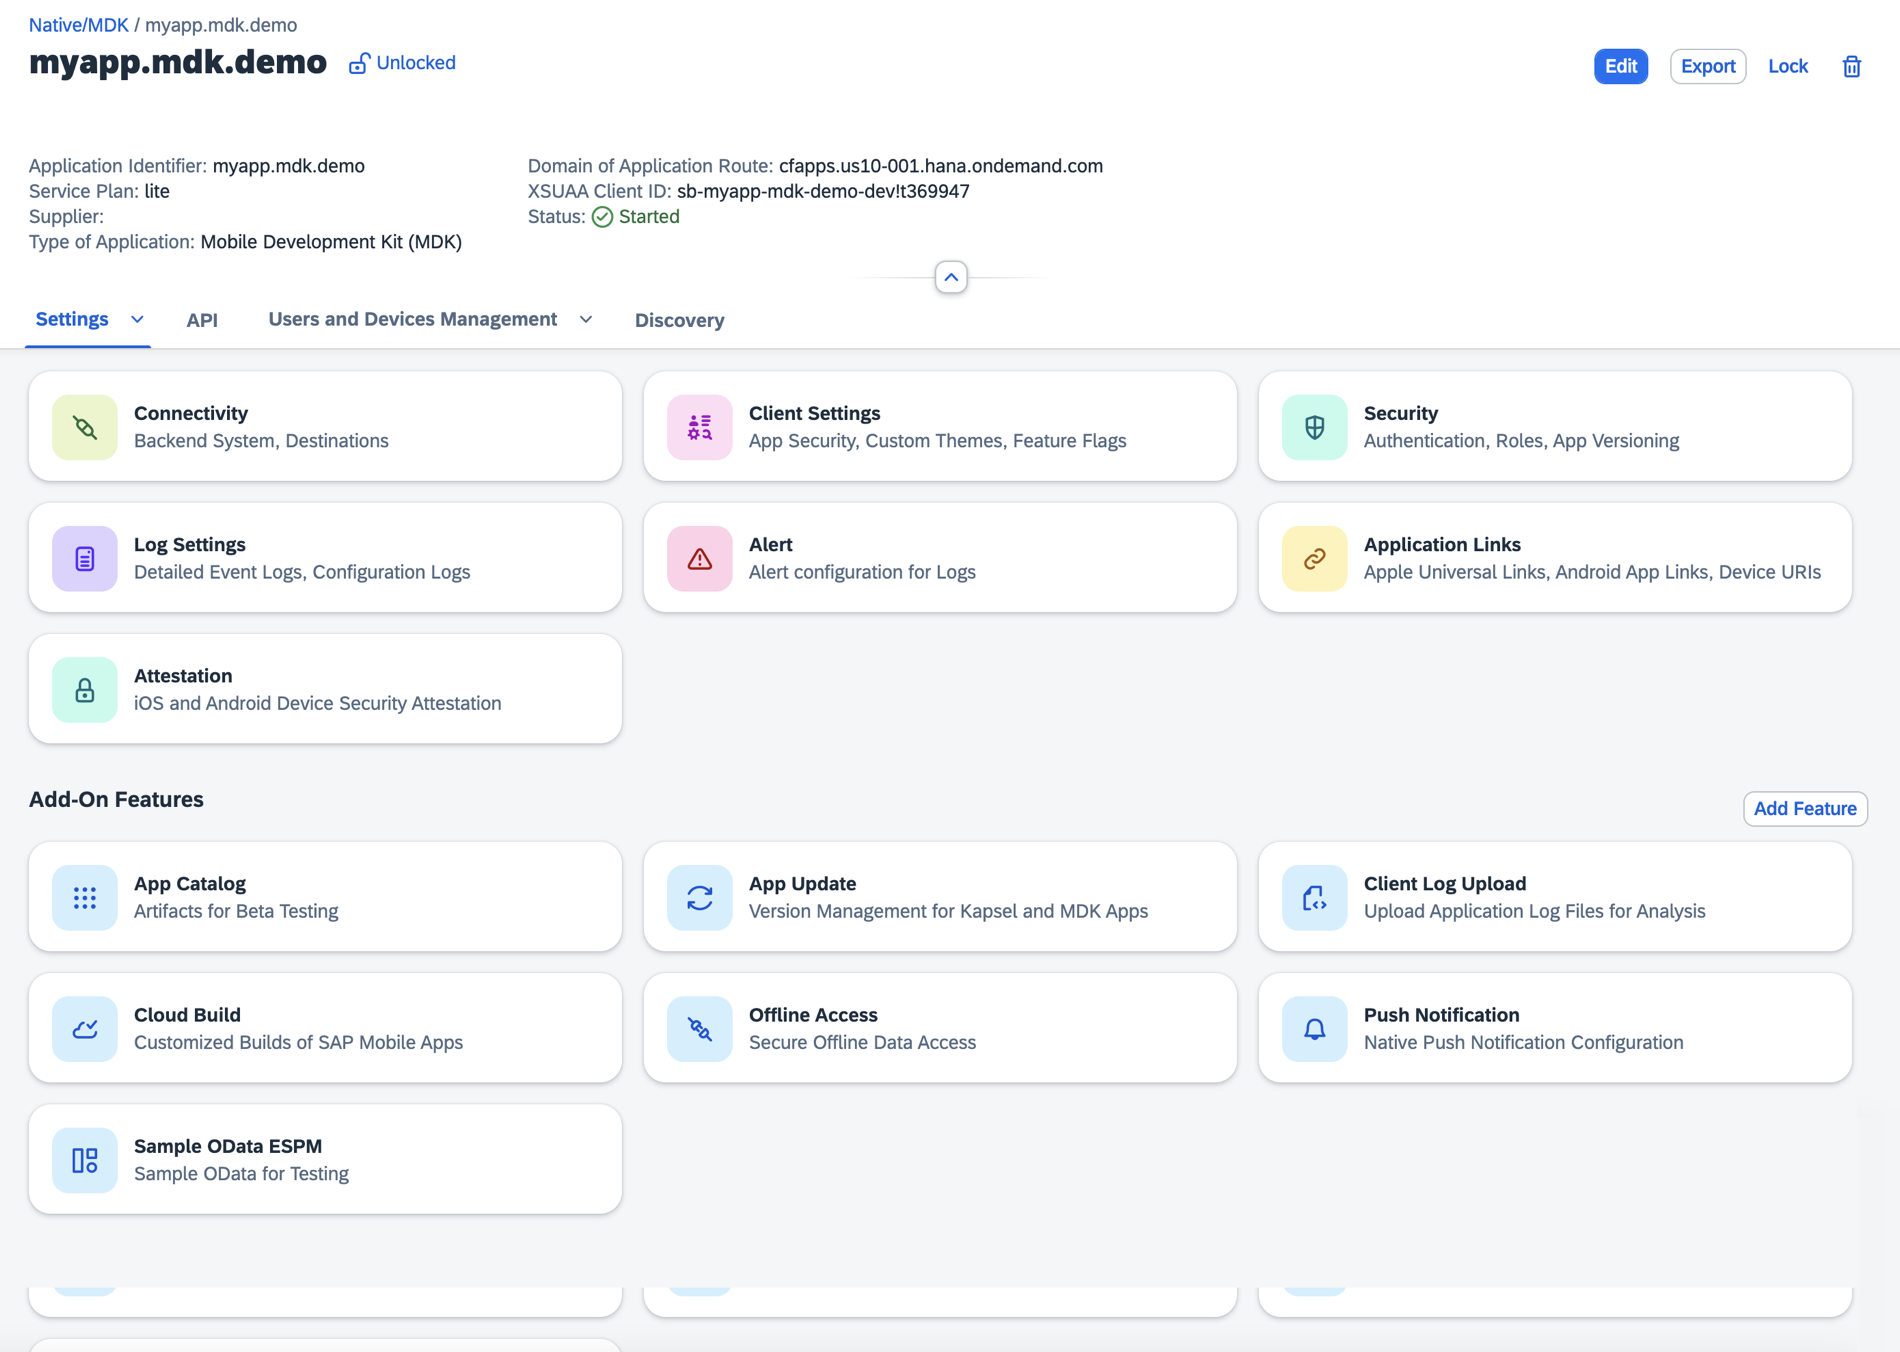 Native/MDK / myapp.mdk.demo
myapp.mdk.demo Unlocked
Edit Export Lock
Application Identifier: myapp.mdk.demo
Service Plan: lite
Supplier:
Type of Application: Mobile Development Kit (MDK)
Domain of Application Route: cfapps.us10-001.hana.ondemand.com
XSUAA Client ID: sb-myapp-mdk-demo-dev!t369947
Status: Started
Settings API Users and Devices Management Discovery
Connectivity
Backend System, Destinations
Client Settings
App Security, Custom Themes, Feature Flags
Security
Authentication, Roles, App Versioning
Log Settings
Detailed Event Logs, Configuration Logs
Alert
Alert configuration for Logs
Application Links
Apple Universal Links, Android App Links, Device URIs
Attestation
iOS and Android Device Security Attestation
Add-On Features
Add Feature
App Catalog
Artifacts for Beta Testing
App Update
Version Management for Kapsel and MDK Apps
Client Log Upload
Upload Application Log Files for Analysis
Cloud Build
Customized Builds of SAP Mobile Apps
Offline Access
Secure Offline Data Access
Push Notification
Native Push Notification Configuration
Sample OData ESPM
Sample OData for Testing